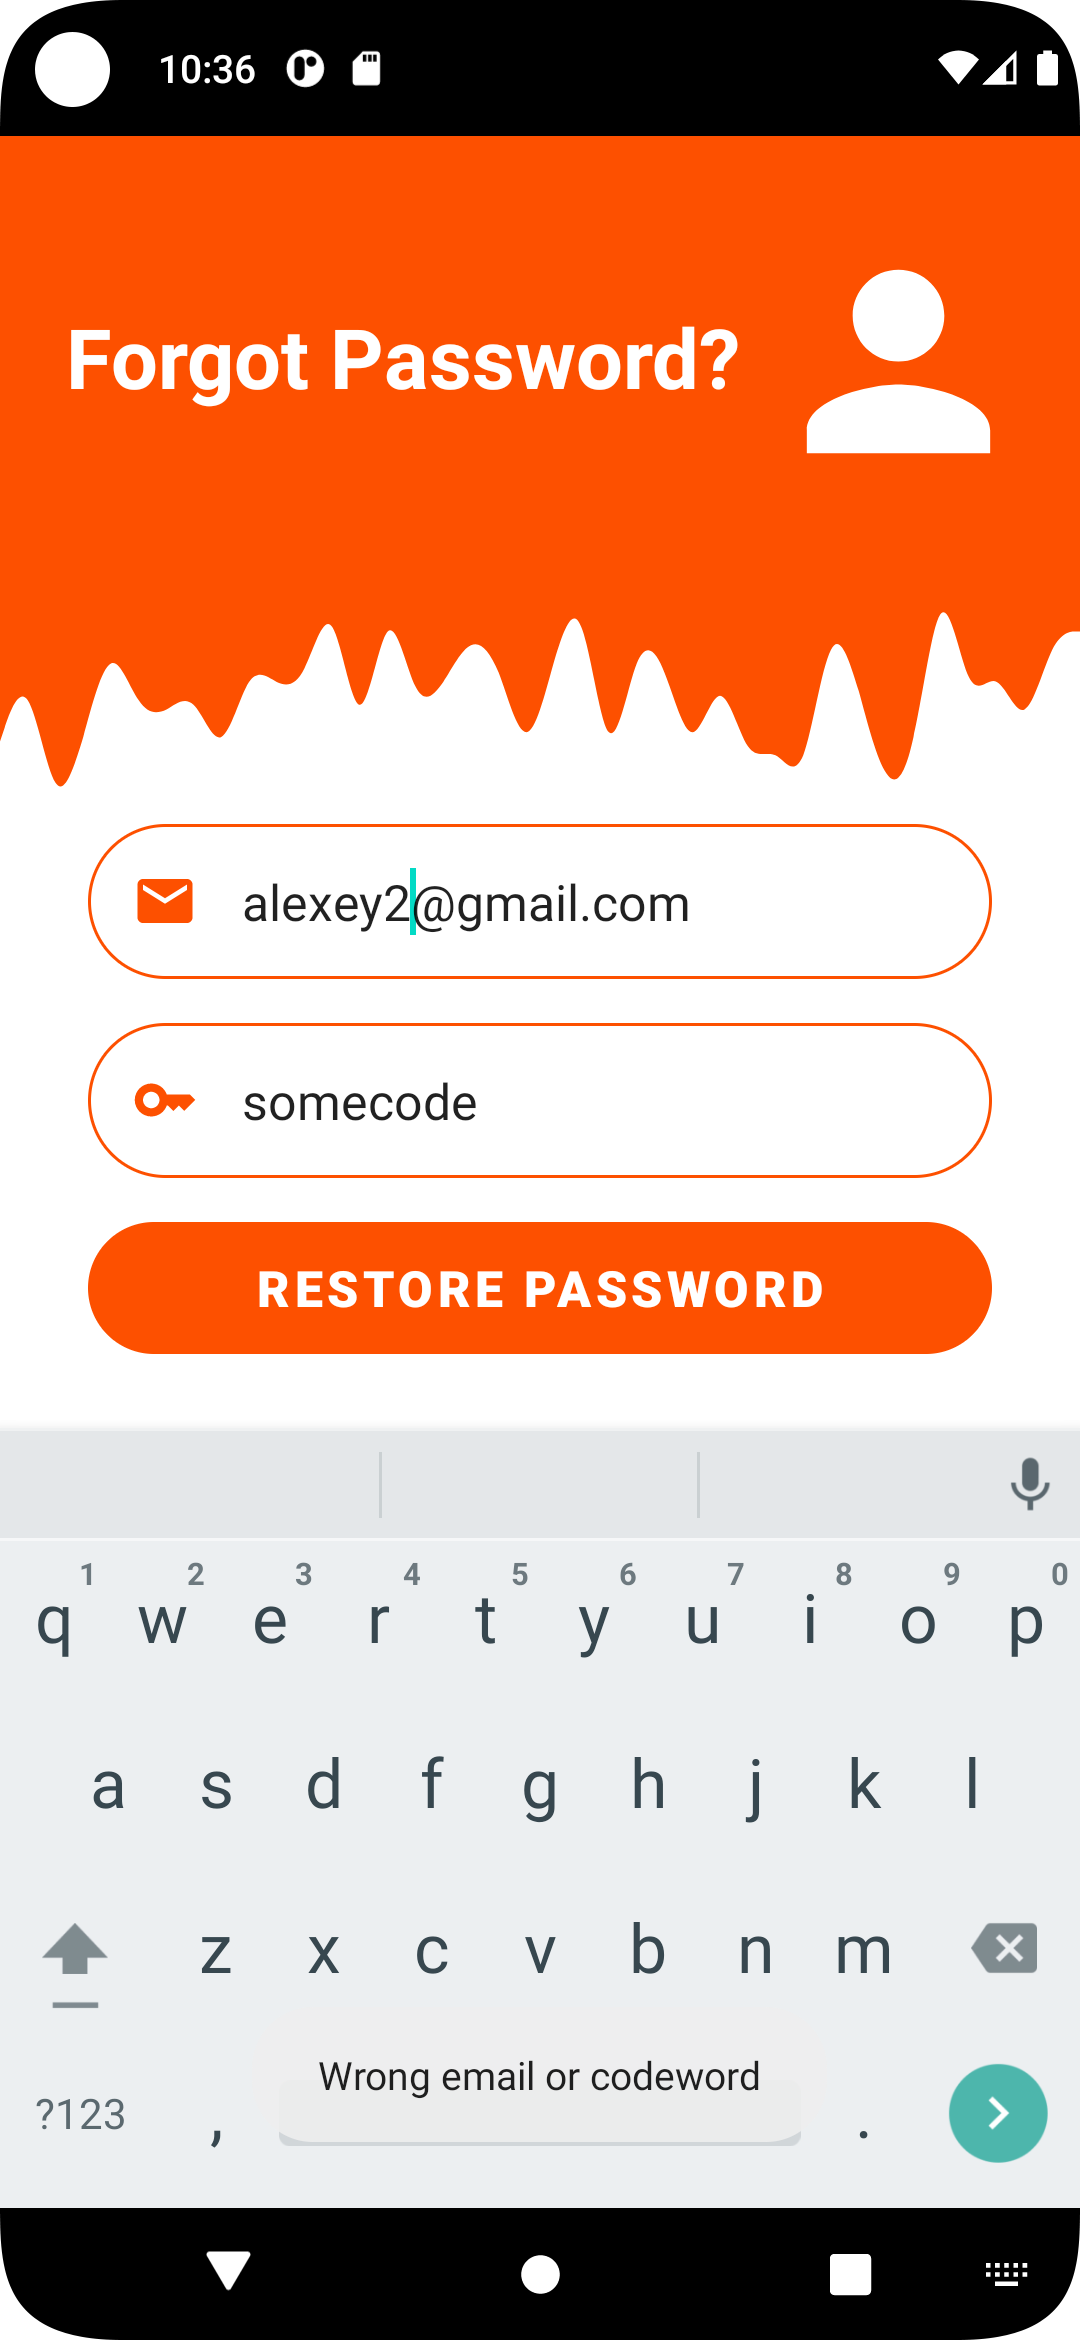 10:36
Forgot Password?
alexey2@gmail.com
somecode
RESTORE PASSWORD
1 2 3 4 5 6 7 8 9 0
q w e r t y u i o p
a s d f g h j k l
z x c v b n m
Wrong email or codeword
?123 , .